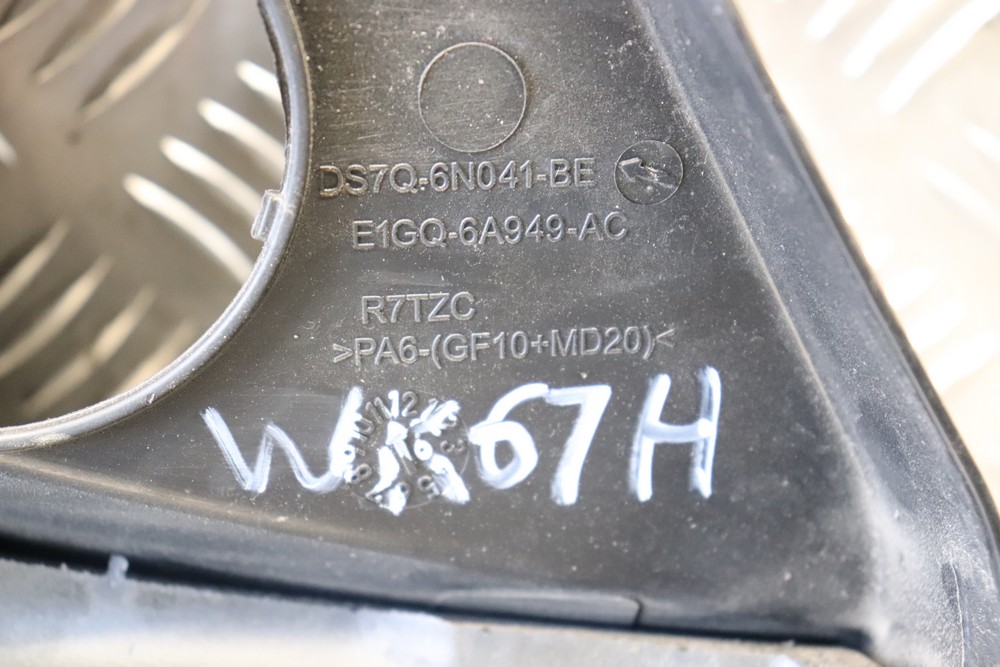 DS7Q-6N041-BE
E1GQ-6A949-AC
R7TZC
>PA6-(GF10+MD20)<
67H